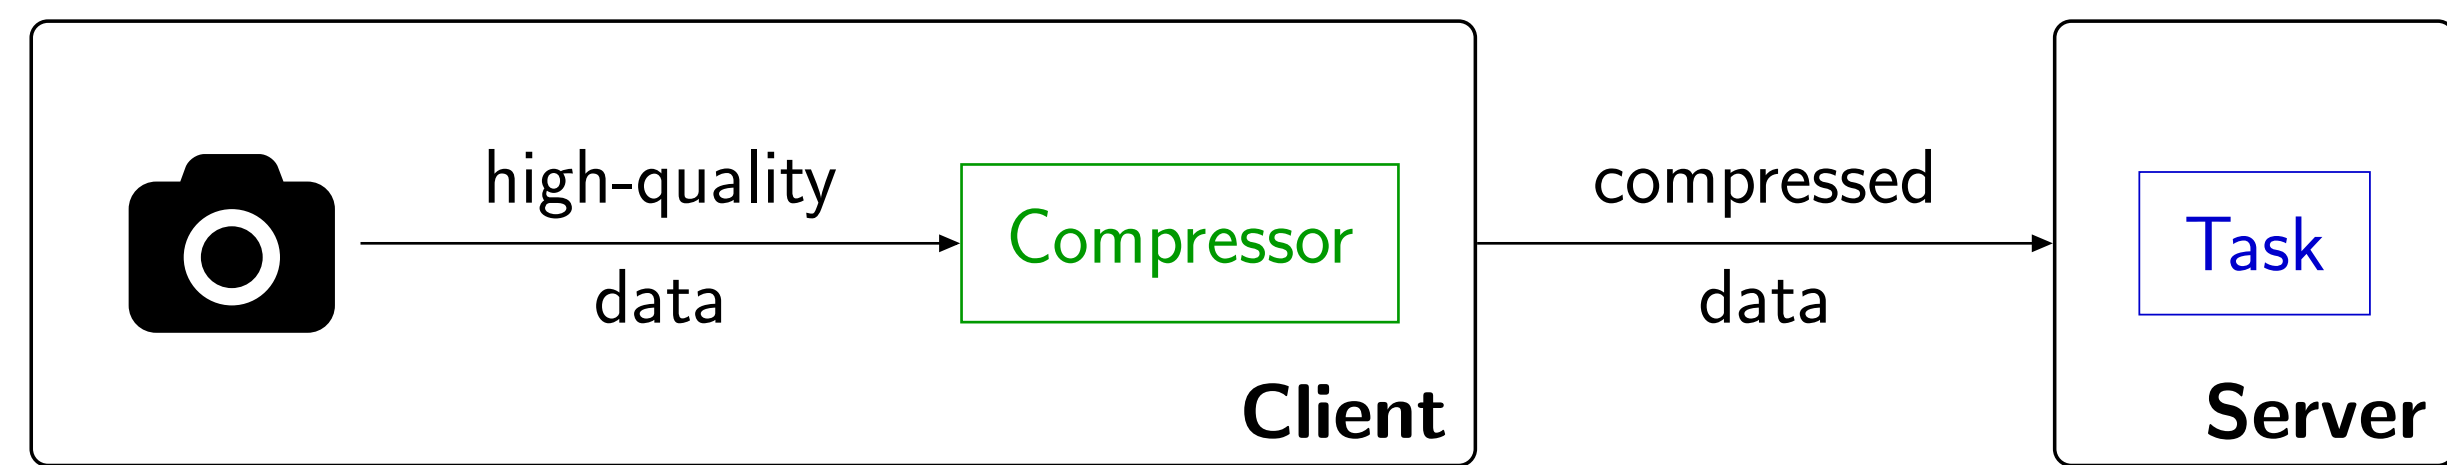 high-quality
data
Compressor
Client
compressed
data
Task
Server